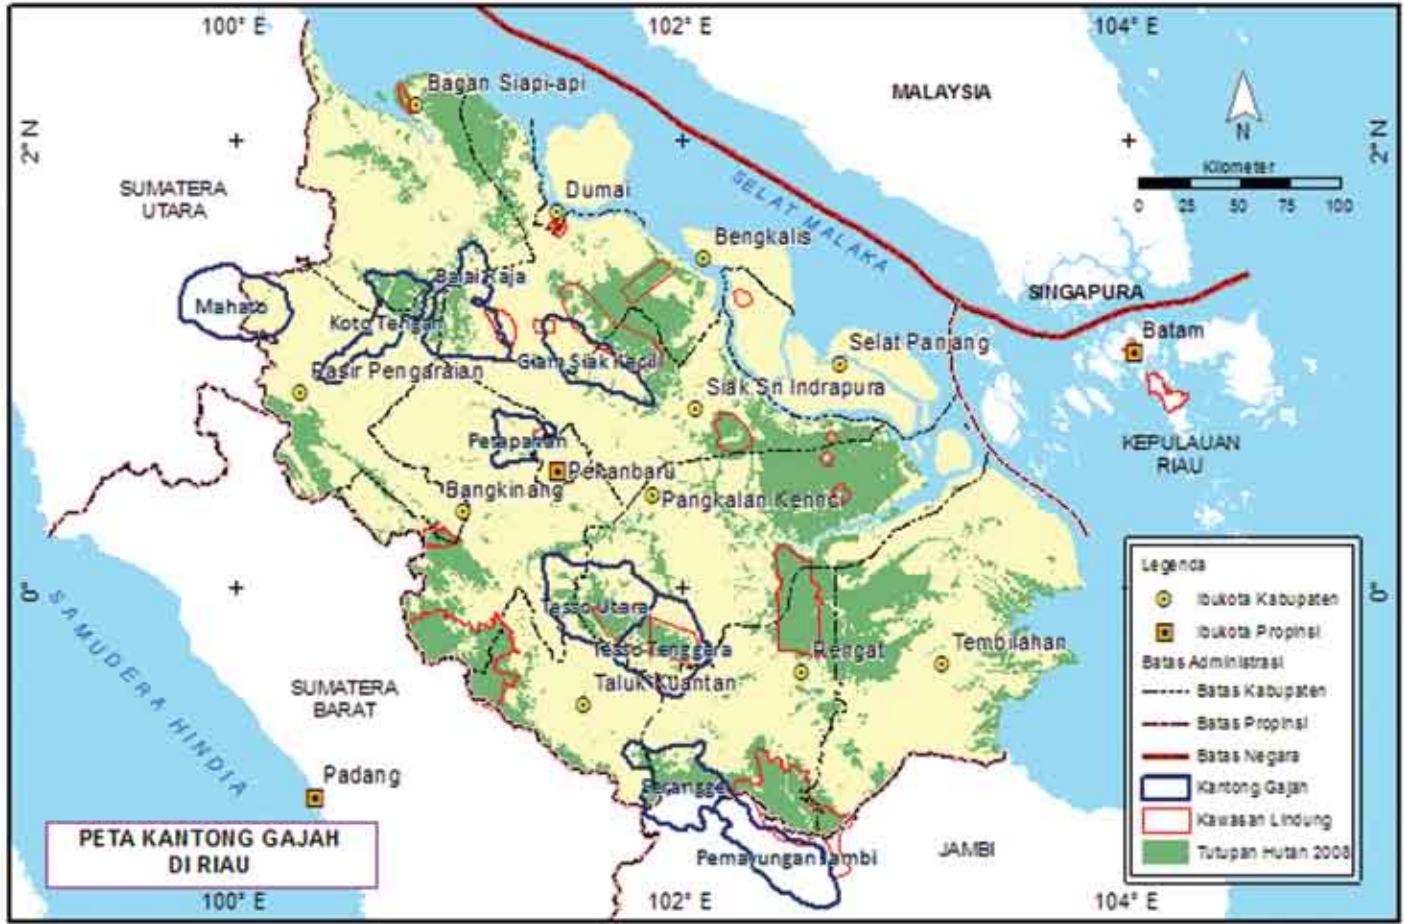 100° E
102° E
104° E
2° N
2° N
0°
0°
Bagan Siapi-api
MALAYSIA
N
Kilometer
0 25 50 75 100
SUMATERA
UTARA
Dumai
SELAT MALAKA
Bengkalis
Balai Raja
Mahato
Koto Tengah
SINGAPURA
Batam
Selat Panjang
Giam Siak Kecil
Pasir Pengaraian
Siak Sri Indrapura
Petapahan
Pekanbaru
KEPULAUAN
RIAU
Bangkinang
Pangkalan Kerinci
Tesso Utara
Tesso Tenggara
Rengat
Tembilahan
Taluk Kuantan
SUMATERA
BARAT
SAMUDERA HINDIA
Padang
Serangge
Pemayungan Jambi
JAMBI
PETA KANTONG GAJAH
DI RIAU
Legenda
Ibukota Kabupaten
Ibukota Propinsi
Batas Administrasi
Batas Kabupaten
Batas Propinsi
Batas Negara
Kantong Gajah
Kawasan Lindung
Tutupan Hutan 2008
100° E
102° E
104° E